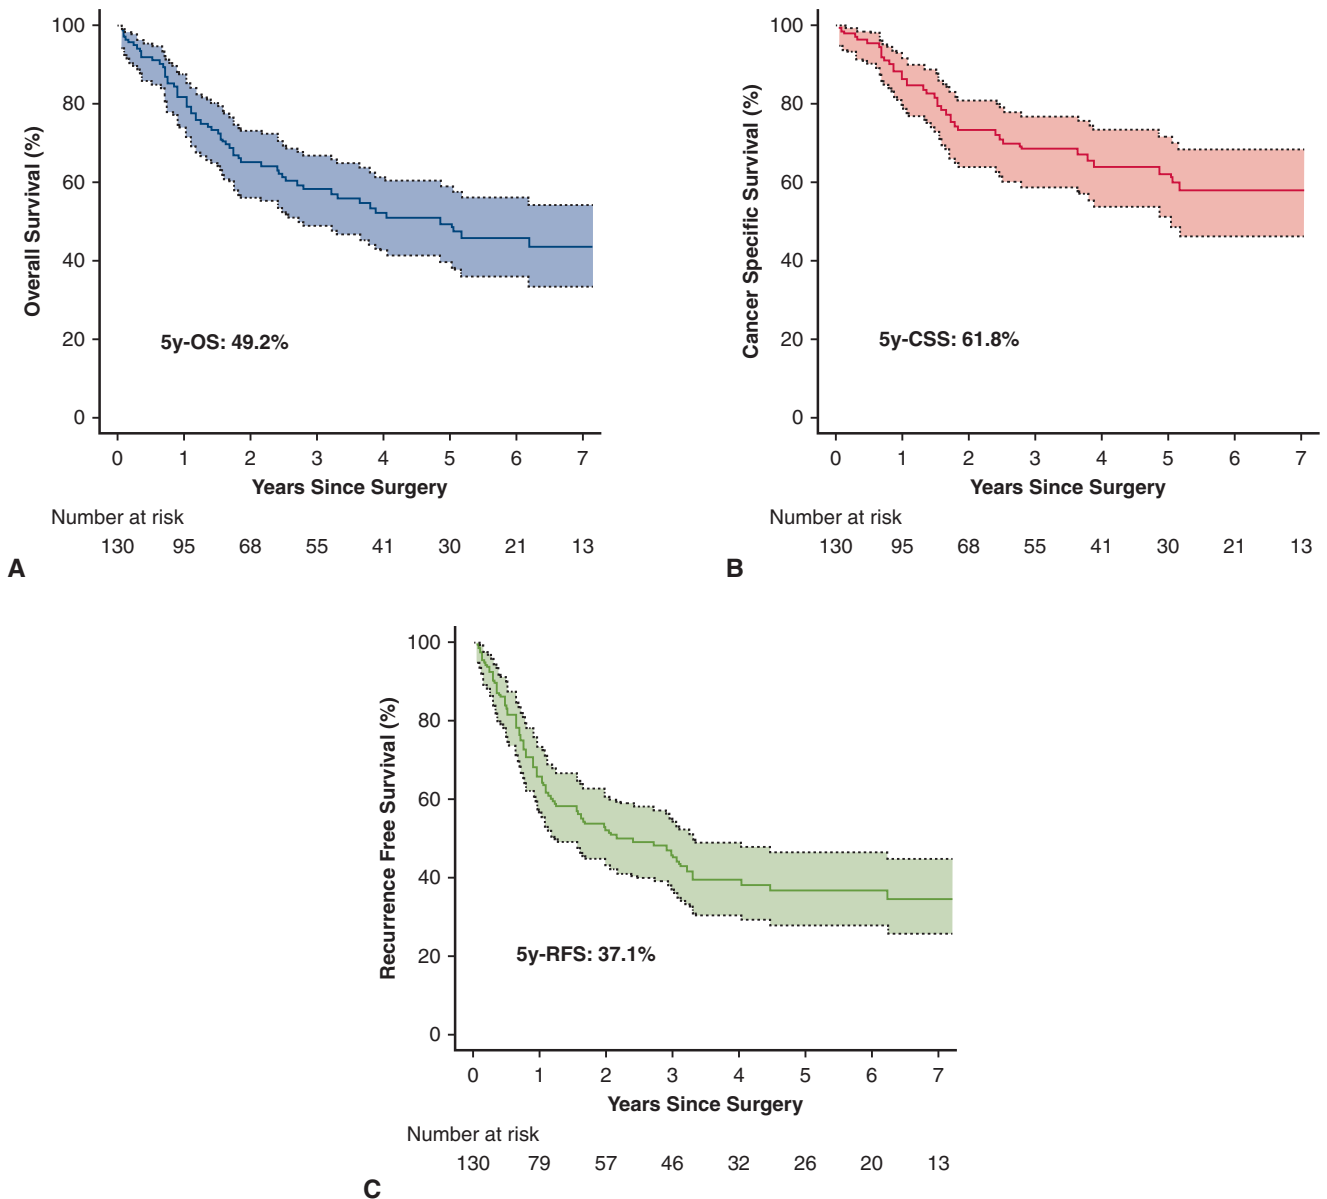 100
80
60
40
20
0
Overall Survival (%)
5y-OS: 49.2%
0 1 2 3 4 5 6 7
Years Since Surgery
Number at risk
130 95 68 55 41 30 21 13
A
100
80
60
40
20
0
Cancer Specific Survival (%)
5y-CSS: 61.8%
0 1 2 3 4 5 6 7
Years Since Surgery
Number at risk
130 95 68 55 41 30 21 13
B
100
80
60
40
20
0
Recurrence Free Survival (%)
5y-RFS: 37.1%
0 1 2 3 4 5 6 7
Years Since Surgery
Number at risk
130 79 57 46 32 26 20 13
C